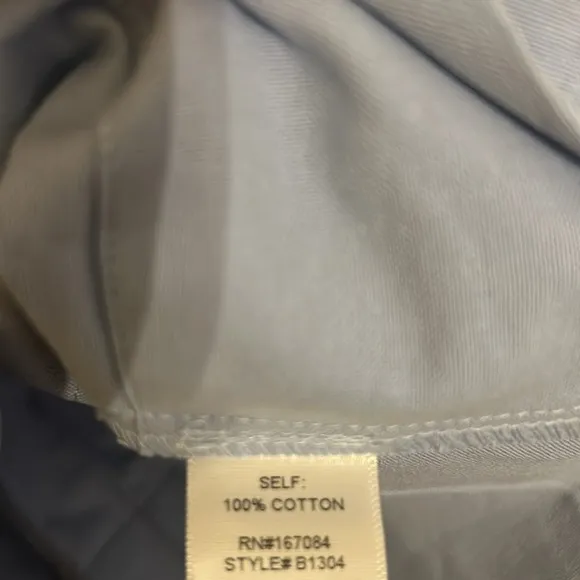 SELF:
100% COTTON
RN#167084
STYLE# B1304